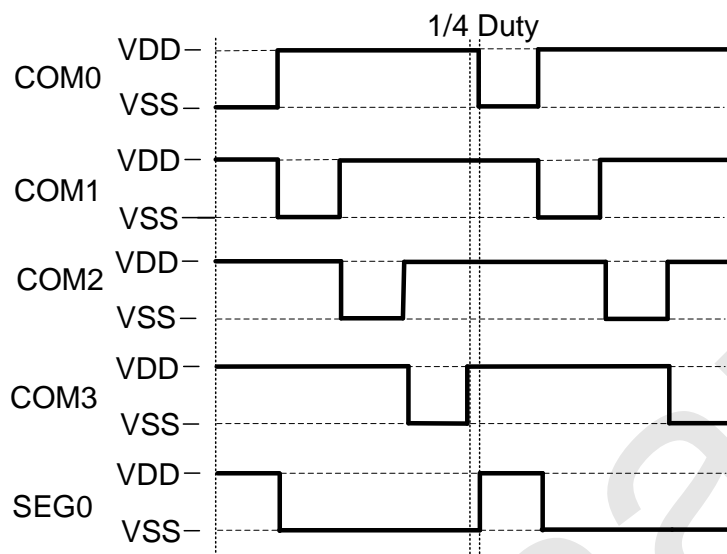 1/4 Duty
VDD
COM0
VSS
VDD
COM1
VSS
VDD
COM2
VSS
VDD
COM3
VSS
VDD
SEG0
VSS